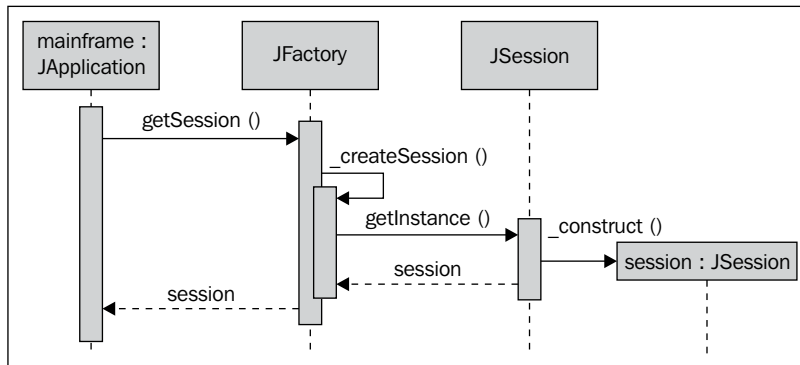 mainframe :
JApplication
JFactory
JSession
getSession ()
_createSession ()
getInstance ()
_construct ()
session : JSession
session
session